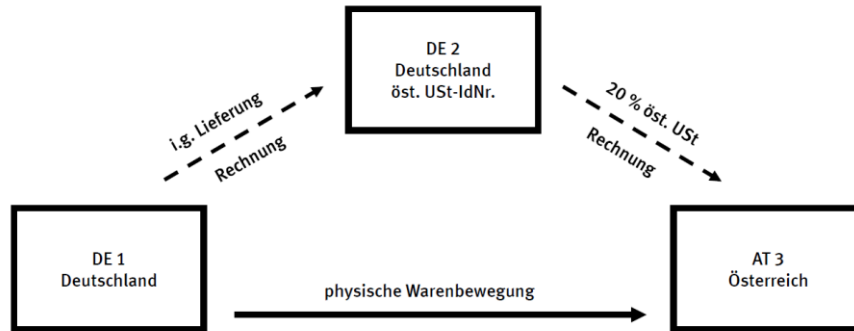 DE 2
Deutschland
öst. USt-IdNr.
i.g. Lieferung
Rechnung
20 % öst. USt
Rechnung
DE 1
Deutschland
physische Warenbewegung
AT 3
Österreich